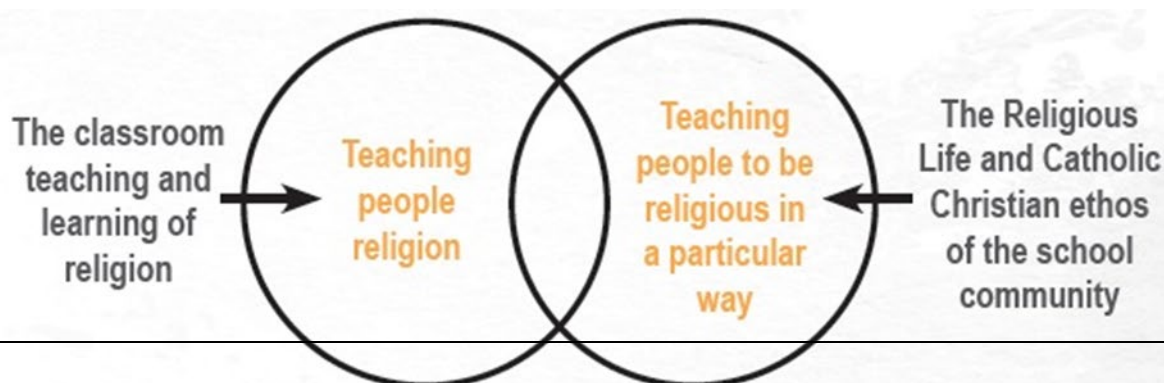 The classroom
teaching and
learning of
religion
Teaching
people
religion
Teaching
people to be
religious in
a particular
way
The Religious
Life and Catholic
Christian ethos
of the school
community